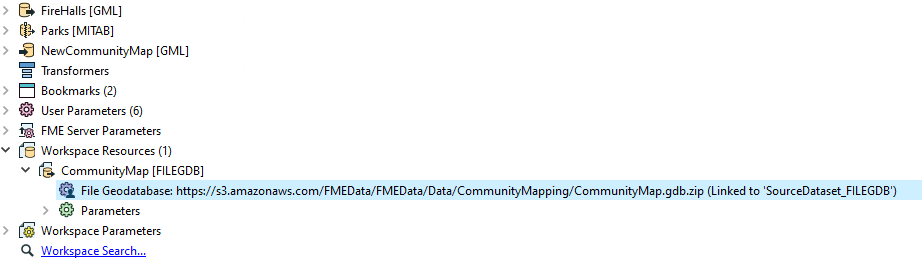 FireHalls [GML]
Parks [MITAB]
NewCommunityMap [GML]
Transformers
Bookmarks (2)
User Parameters (6)
FME Server Parameters
Workspace Resources (1)
CommunityMap [FILEGDB]
File Geodatabase: https://s3.amazonaws.com/FMEData/FMEData/Data/CommunityMapping/CommunityMap.gdb.zip (Linked to 'SourceDataset_FILEGDB')
Parameters
Workspace Parameters
Workspace Search...